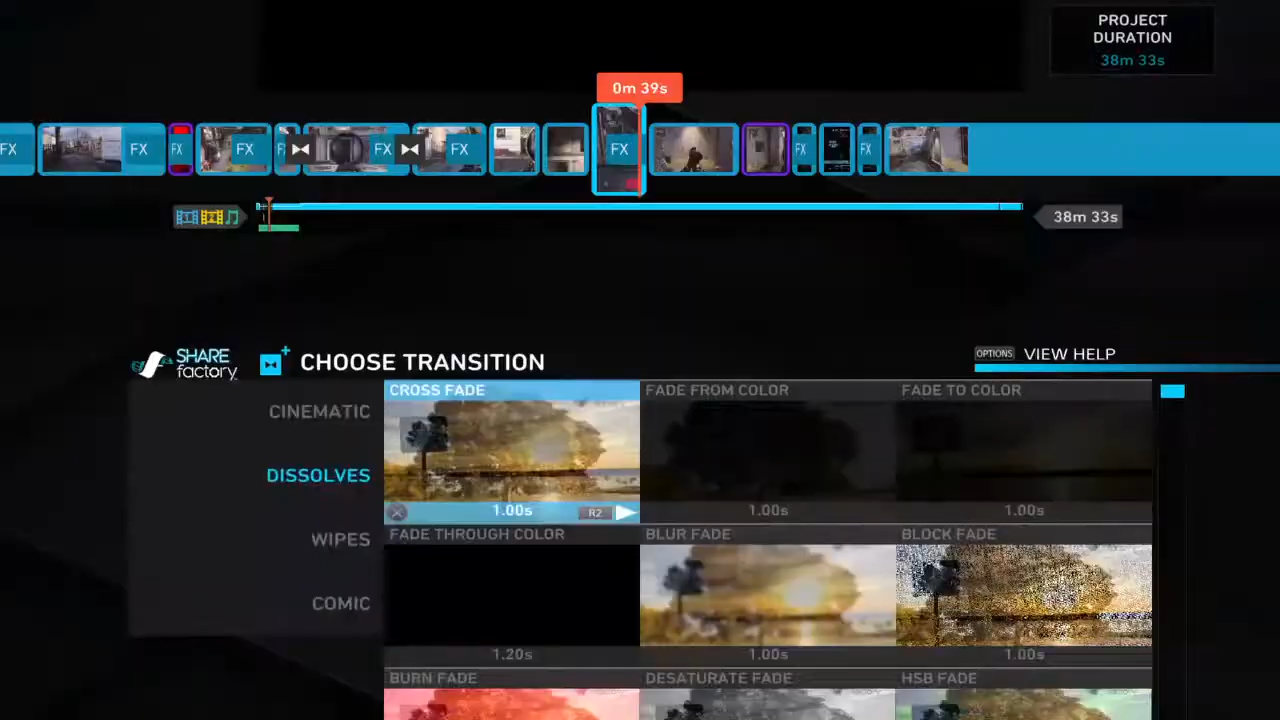 PROJECT
DURATION
38m 33s
0m 39s
FX
FX
FX
FX
FX
FX
FX
FX
FX
FX
38m 33s
SHARE
factory
CHOOSE TRANSITION
OPTIONS VIEW HELP
CINEMATIC
DISSOLVES
WIPES
COMIC
CROSS FADE
FADE FROM COLOR
FADE TO COLOR
1.00s
R2
1.00s
1.00s
FADE THROUGH COLOR
BLUR FADE
BLOCK FADE
1.20s
1.00s
1.00s
BURN FADE
DESATURATE FADE
HSB FADE